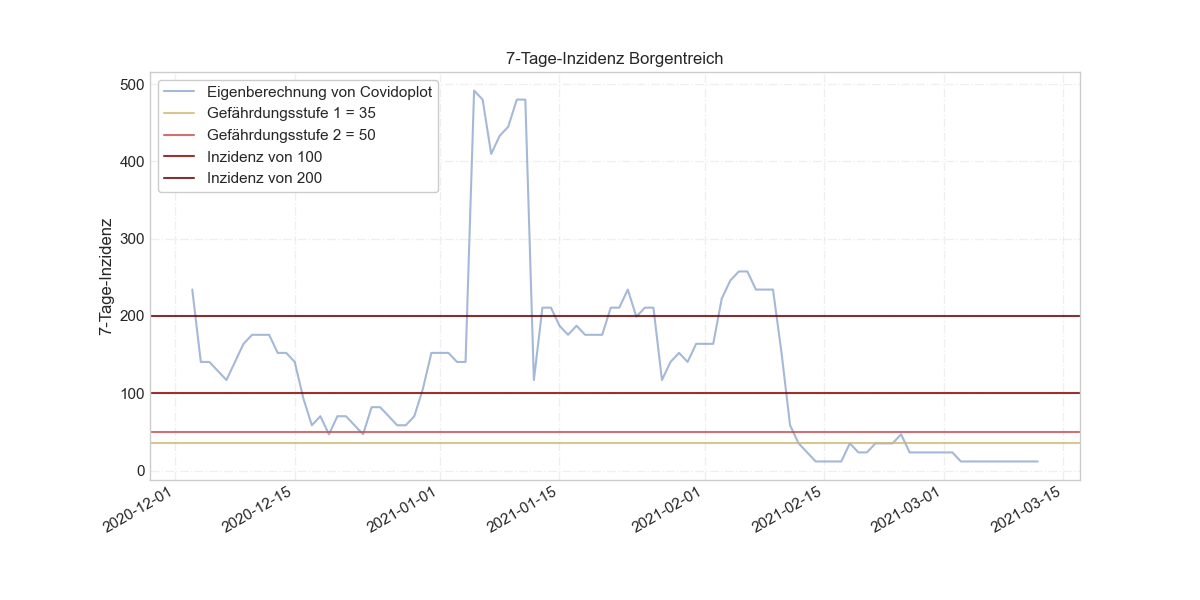 7-Tage-Inzidenz Borgentreich
500
400
300
200
100
0
7-Tage-Inzidenz
Eigenberechnung von Covidoplot
Gefährdungsstufe 1 = 35
Gefährdungsstufe 2 = 50
Inzidenz von 100
Inzidenz von 200
2020-12-01
2020-12-15
2021-01-01
2021-01-15
2021-02-01
2021-02-15
2021-03-01
2021-03-15